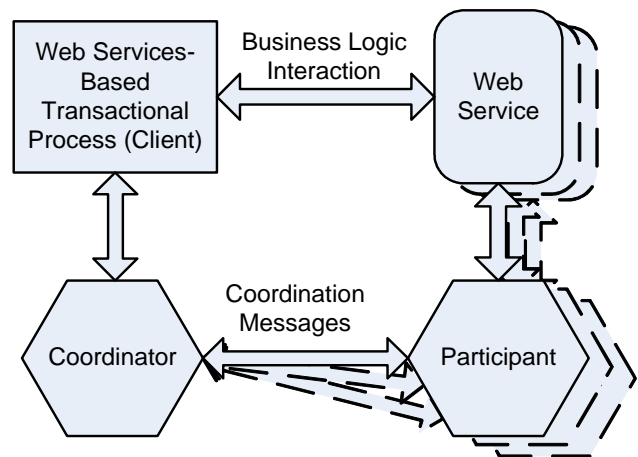 Web Services-
Based
Transactional
Process (Client)
Business Logic
Interaction
Web
Service
Coordinator
Coordination
Messages
Participant